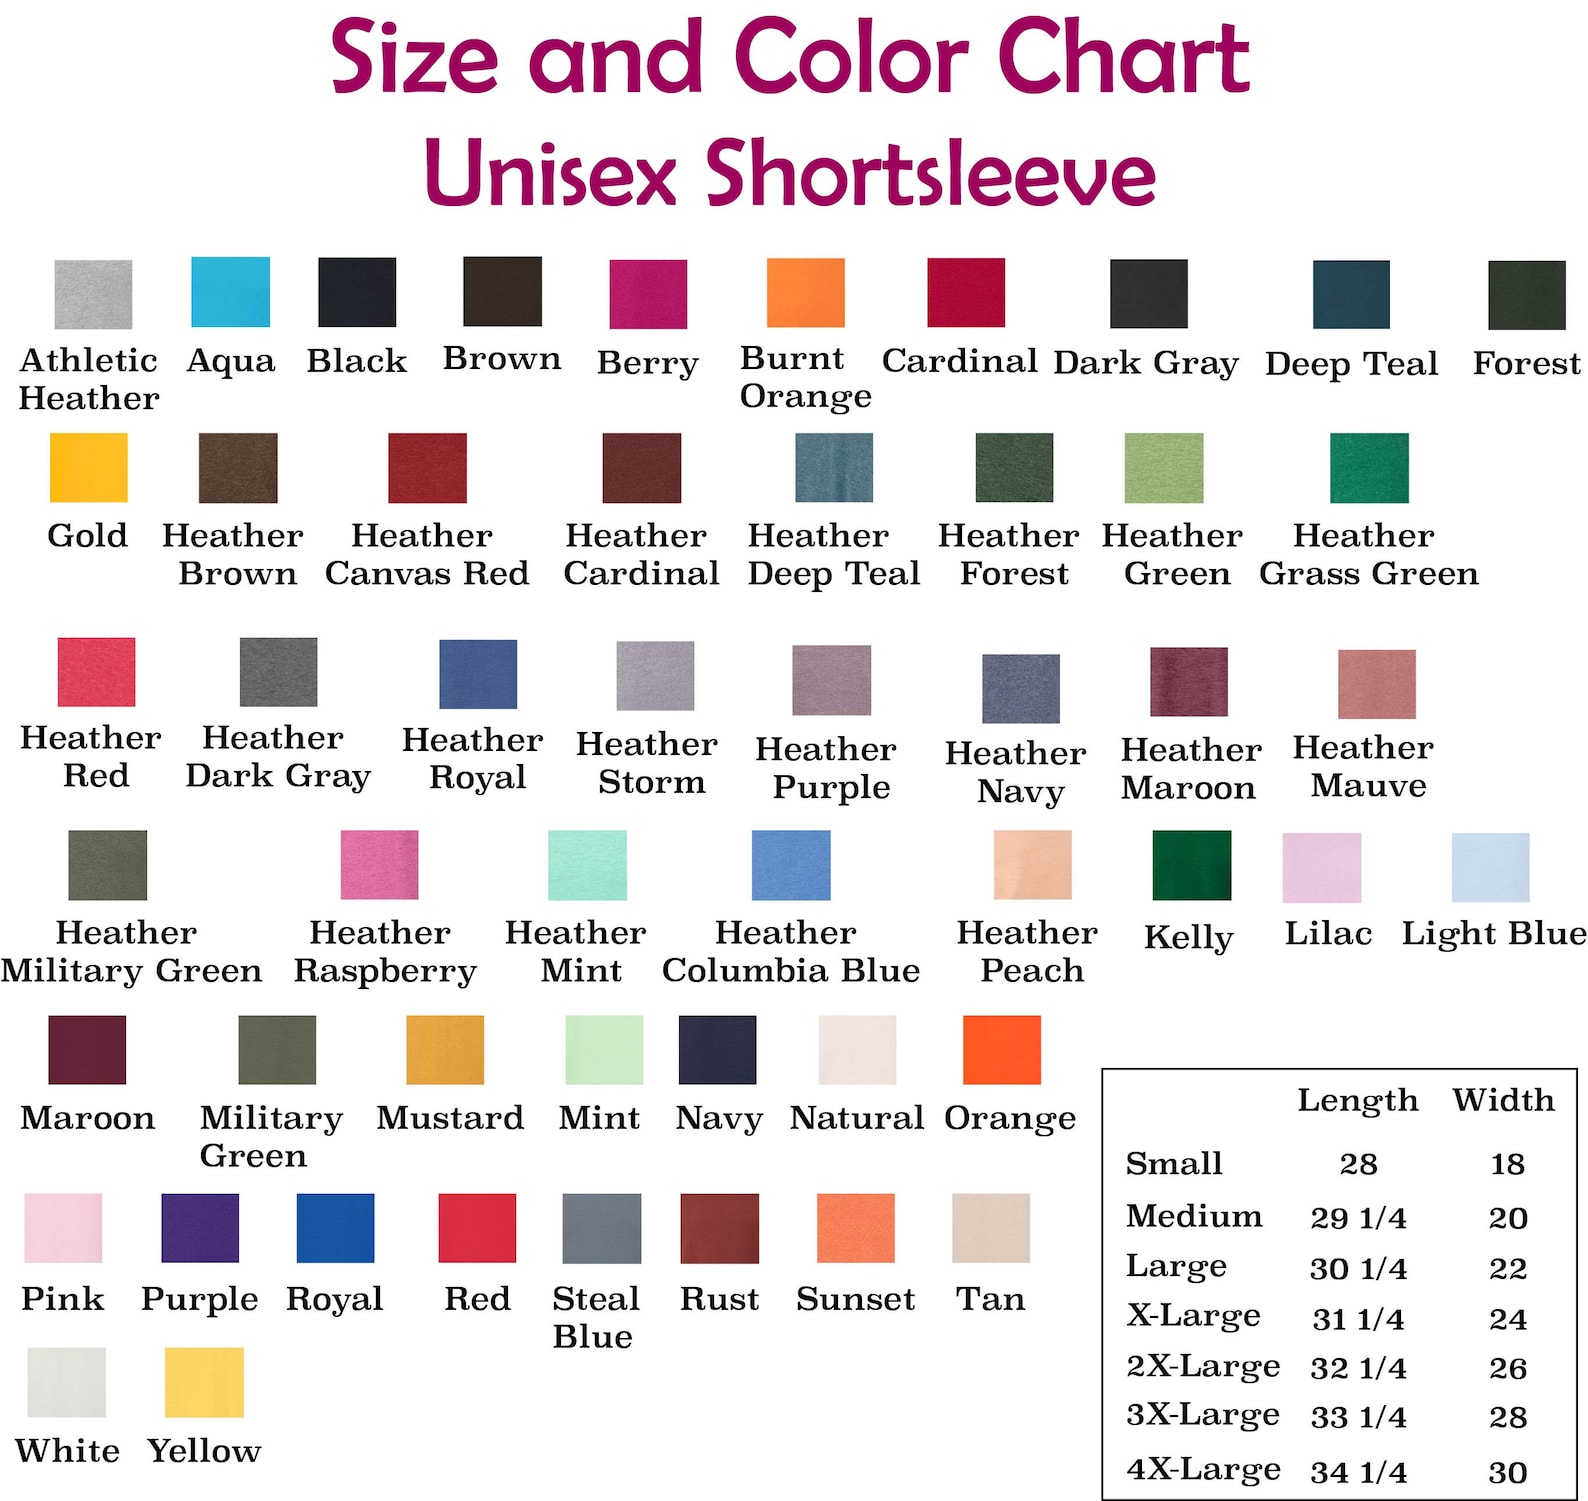 Size and Color Chart
Unisex Shortsleeve
Athletic
Heather
Aqua
Black
Brown
Berry
Burnt
Orange
Cardinal
Dark Gray
Deep Teal
Forest
Gold
Heather
Brown
Heather
Canvas Red
Heather
Cardinal
Heather
Deep Teal
Heather
Forest
Heather
Green
Heather
Grass Green
Heather
Red
Heather
Dark Gray
Heather
Royal
Heather
Storm
Heather
Purple
Heather
Navy
Heather
Maroon
Heather
Mauve
Heather
Military Green
Heather
Raspberry
Heather
Mint
Heather
Columbia Blue
Heather
Peach
Kelly
Lilac
Light Blue
Maroon
Military
Green
Mustard
Mint
Navy
Natural
Orange
Pink
Purple
Royal
Red
Steal
Blue
Rust
Sunset
Tan
White
Yellow
Length Width
Small 28 18
Medium 29 1/4 20
Large 30 1/4 22
X-Large 31 1/4 24
2X-Large 32 1/4 26
3X-Large 33 1/4 28
4X-Large 34 1/4 30